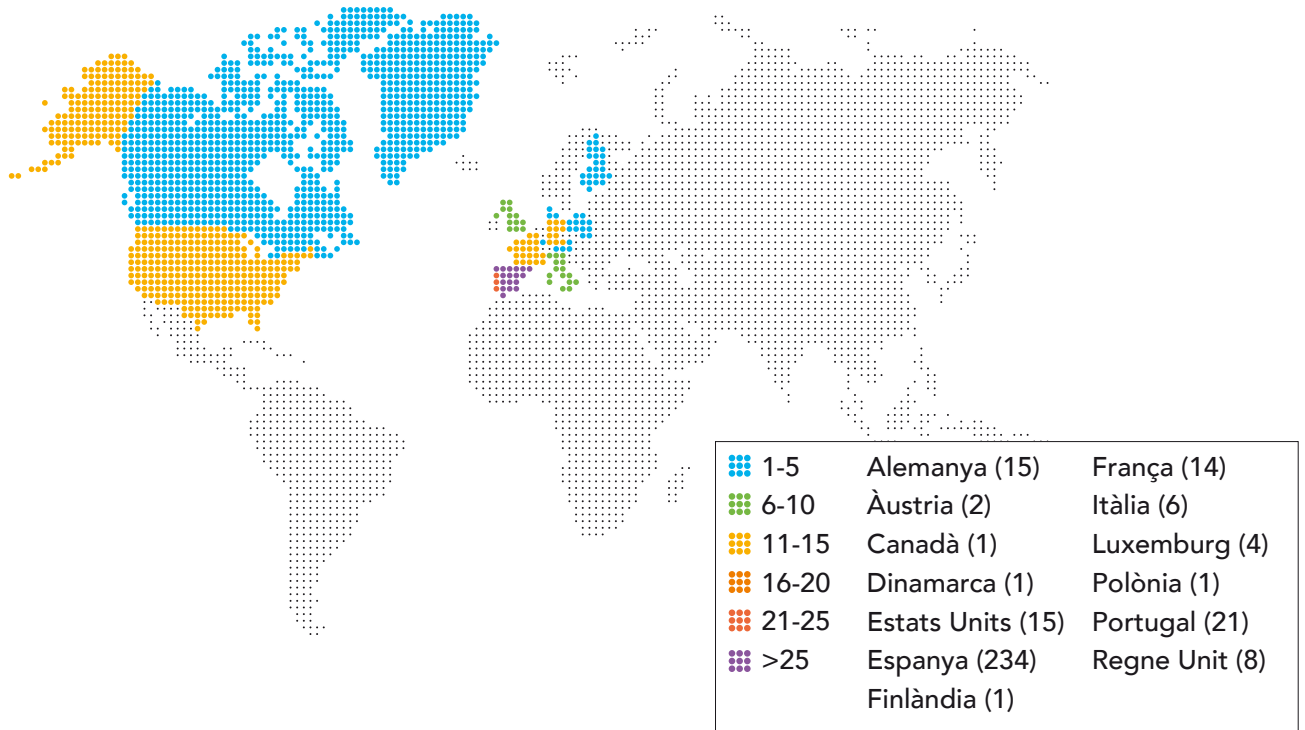 1-5 Alemanya (15) França (14)
6-10 Àustria (2) Itàlia (6)
11-15 Canadà (1) Luxemburg (4)
16-20 Dinamarca (1) Polònia (1)
21-25 Estats Units (15) Portugal (21)
>25 Espanya (234) Regne Unit (8)
Finlàndia (1)